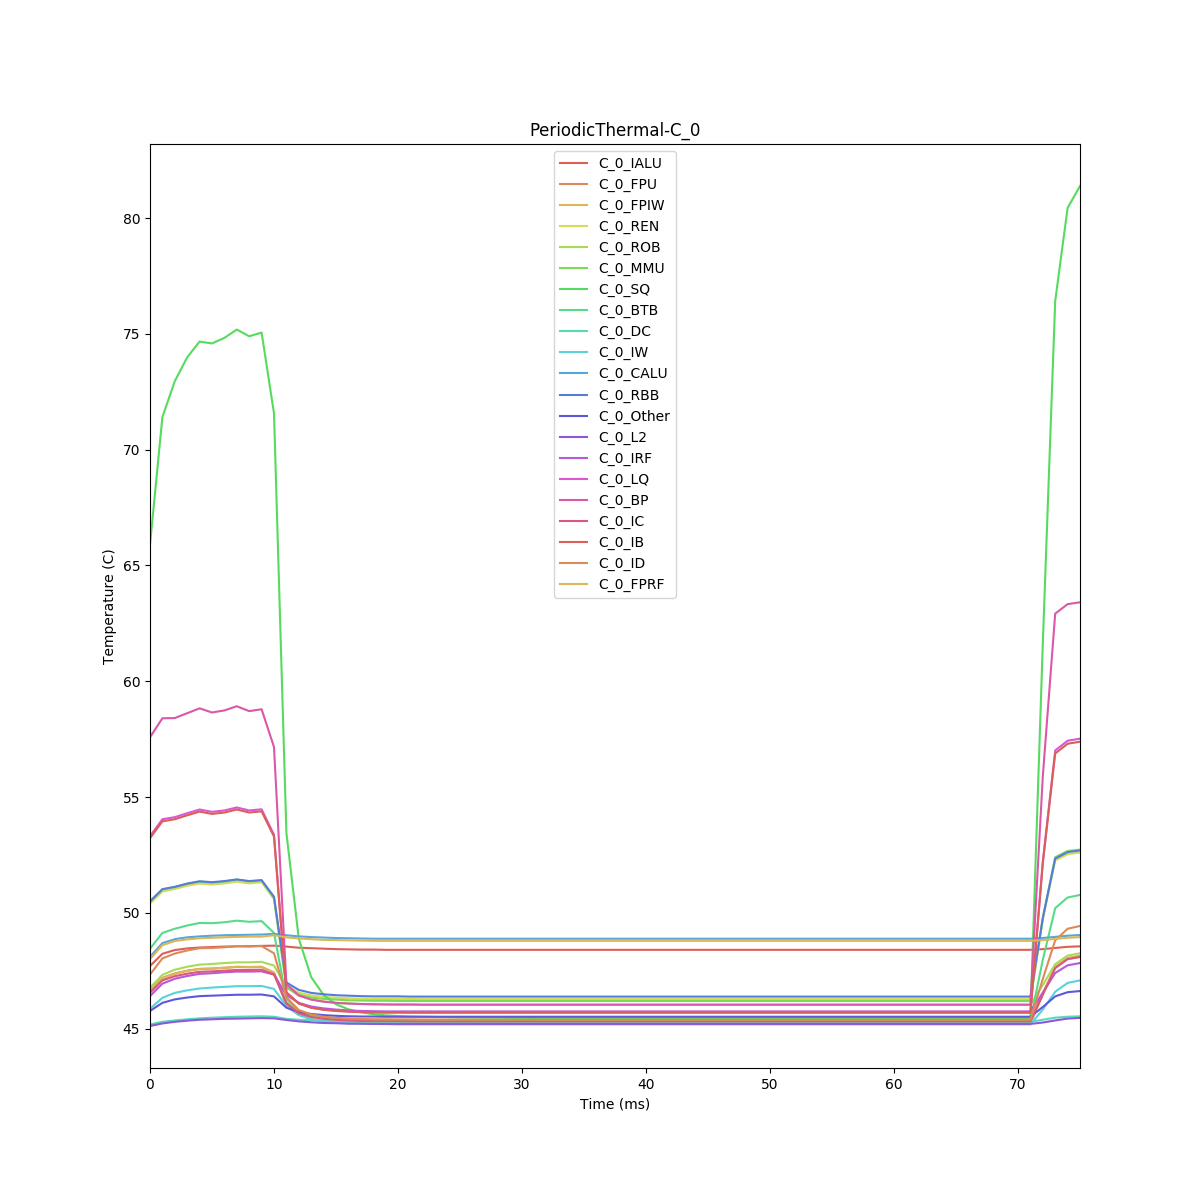 PeriodicThermal-C_0
C_0_IALU
C_0_FPU
C_0_FPIW
C_0_REN
C_0_ROB
C_0_MMU
C_0_SQ
C_0_BTB
C_0_DC
C_0_IW
C_0_CALU
C_0_RBB
C_0_Other
C_0_L2
C_0_IRF
C_0_LQ
C_0_BP
C_0_IC
C_0_IB
C_0_ID
C_0_FPRF
80
75
70
65
60
55
50
45
Temperature (C)
0 10 20 30 40 50 60 70
Time (ms)